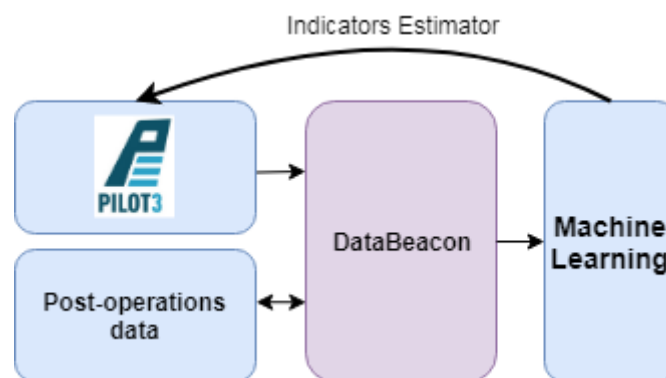 Indicators Estimator
PILOT3
DataBeacon
Machine
Learning
Post-operations
data